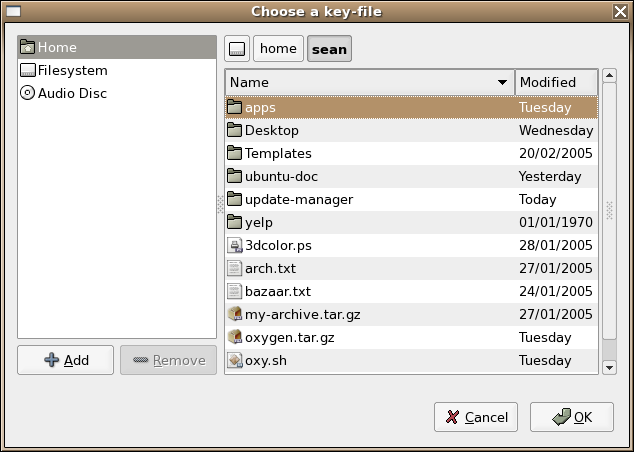 Choose a key-file
Home
Filesystem
Audio Disc
Add
Remove
home
sean
Name Modified
apps Tuesday
Desktop Wednesday
Templates 20/02/2005
ubuntu-doc Yesterday
update-manager Today
yelp 01/01/1970
3dcolor.ps 28/01/2005
arch.txt 27/01/2005
bazaar.txt 24/01/2005
my-archive.tar.gz 27/01/2005
oxygen.tar.gz Tuesday
oxy.sh Tuesday
Cancel
OK